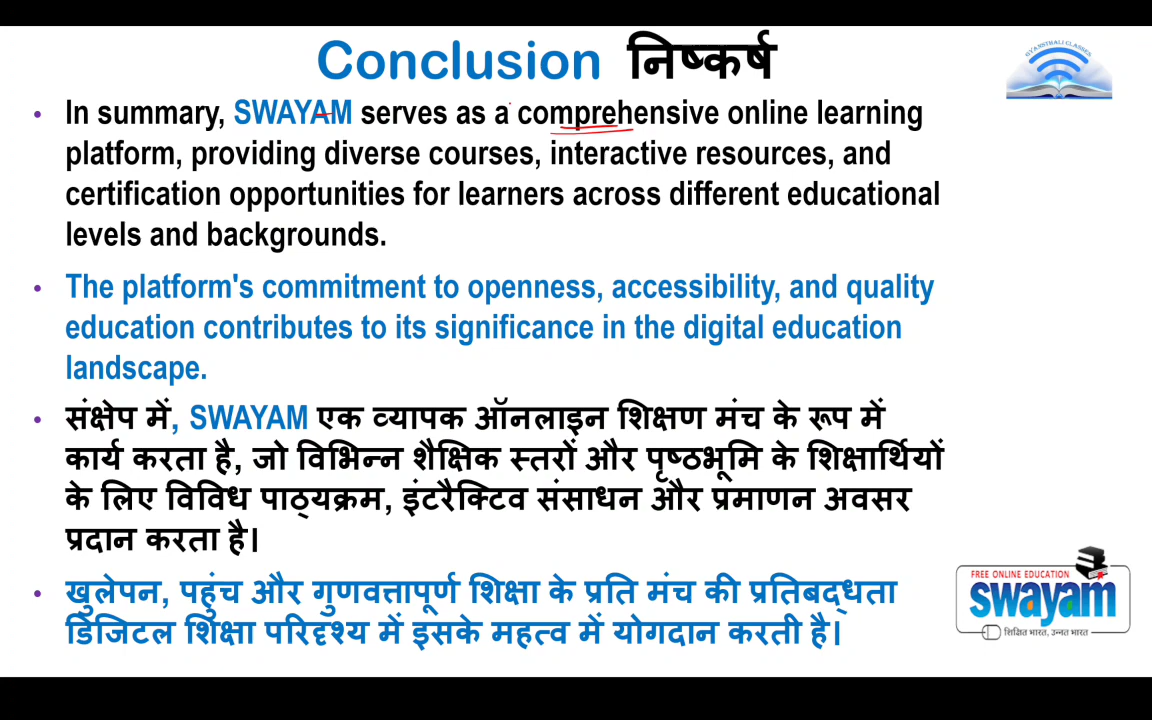 Conclusion निष्कर्ष
GYANSTHALI CLASSES
• In summary, SWAYAM serves as a comprehensive online learning
platform, providing diverse courses, interactive resources, and
certification opportunities for learners across different educational
levels and backgrounds.
• The platform's commitment to openness, accessibility, and quality
education contributes to its significance in the digital education
landscape.
• संक्षेप में, SWAYAM एक व्यापक ऑनलाइन शिक्षण मंच के रूप में
कार्य करता है, जो विभिन्न शैक्षिक स्तरों और पृष्ठभूमि के शिक्षार्थियों
के लिए विविध पाठ्यक्रम, इंटरैक्टिव संसाधन और प्रमाणन अवसर
प्रदान करता है।
• खुलेपन, पहुंच और गुणवत्तापूर्ण शिक्षा के प्रति मंच की प्रतिबद्धता
डिजिटल शिक्षा परिदृश्य में इसके महत्व में योगदान करती है।
FREE ONLINE EDUCATION
swayam
शिक्षित भारत, उन्नत भारत